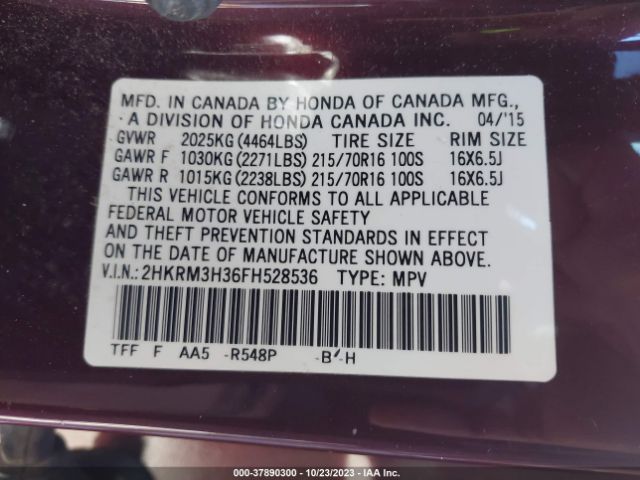 MFD. IN CANADA BY HONDA OF CANADA MFG.,
A DIVISION OF HONDA CANADA INC. 04/'15
GVWR 2025KG (4464LBS) TIRE SIZE RIM SIZE
GAWR F 1030KG (2271LBS) 215/70R16 100S 16X6.5J
GAWR R 1015KG (2238LBS) 215/70R16 100S 16X6.5J
THIS VEHICLE CONFORMS TO ALL APPLICABLE
FEDERAL MOTOR VEHICLE SAFETY
AND THEFT PREVENTION STANDARDS IN EFFECT
ON THE DATE OF MANUFACTURE SHOWN ABOVE.
V.I.N.: 2HKRM3H36FH528536 TYPE: MPV
TFF F AA5 -R548P -B -H
000-37890300 - 10/23/2023 - IAA Inc.